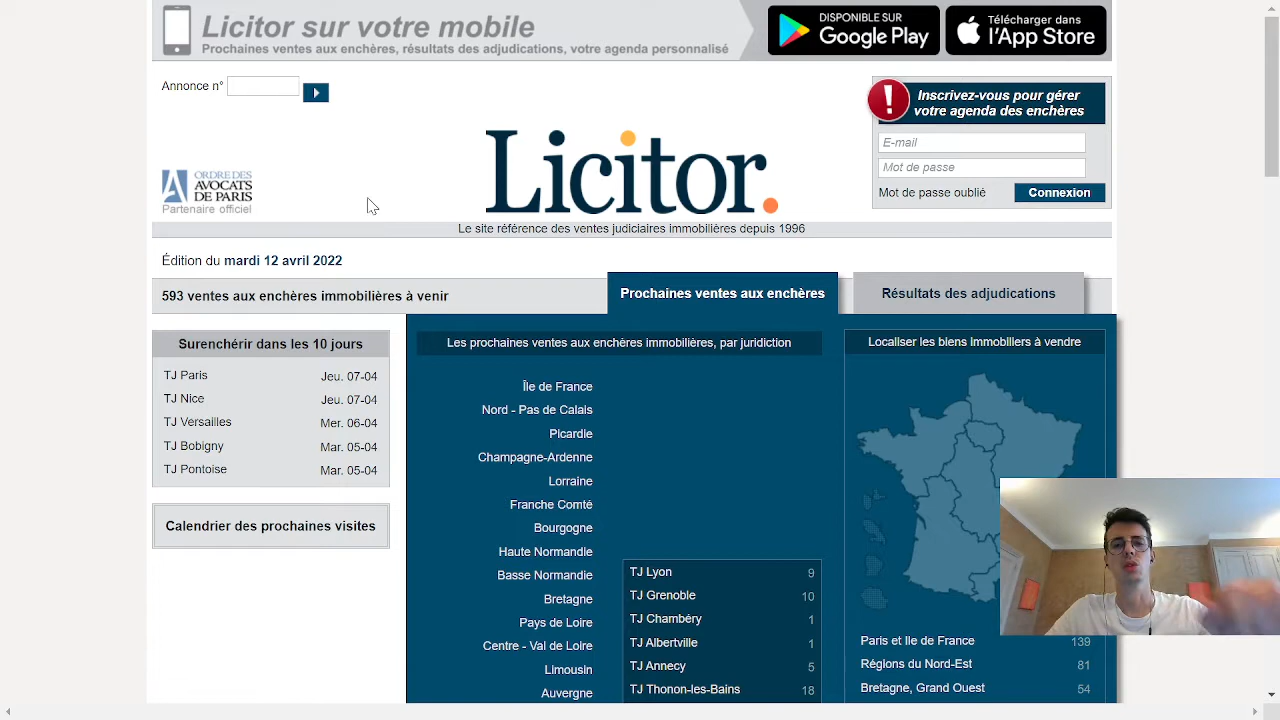 Licitor sur votre mobile
Prochaines ventes aux enchères, résultats des adjudications, votre agenda personnalisé
DISPONIBLE SUR
Google Play
Télécharger dans
l'App Store
Annonce n°
Inscrivez-vous pour gérer
votre agenda des enchères
E-mail
Mot de passe
Mot de passe oublié
Connexion
ORDRE DES
AVOCATS
DE PARIS
Partenaire officiel
Licitor.
Le site référence des ventes judiciaires immobilières depuis 1996
Édition du mardi 12 avril 2022
593 ventes aux enchères immobilières à venir
Prochaines ventes aux enchères
Résultats des adjudications
Surenchérir dans les 10 jours
TJ Paris Jeu. 07-04
TJ Nice Jeu. 07-04
TJ Versailles Mer. 06-04
TJ Bobigny Mar. 05-04
TJ Pontoise Mar. 05-04
Calendrier des prochaines visites
Les prochaines ventes aux enchères immobilières, par juridiction
Île de France
Nord - Pas de Calais
Picardie
Champagne-Ardenne
Lorraine
Franche Comté
Bourgogne
Haute Normandie
Basse Normandie
Bretagne
Pays de Loire
Centre - Val de Loire
Limousin
Auvergne
TJ Lyon 9
TJ Grenoble 10
TJ Chambéry 1
TJ Albertville 1
TJ Annecy 5
TJ Thonon-les-Bains 18
Localiser les biens immobiliers à vendre
Paris et Ile de France 139
Régions du Nord-Est 81
Bretagne, Grand Ouest 54